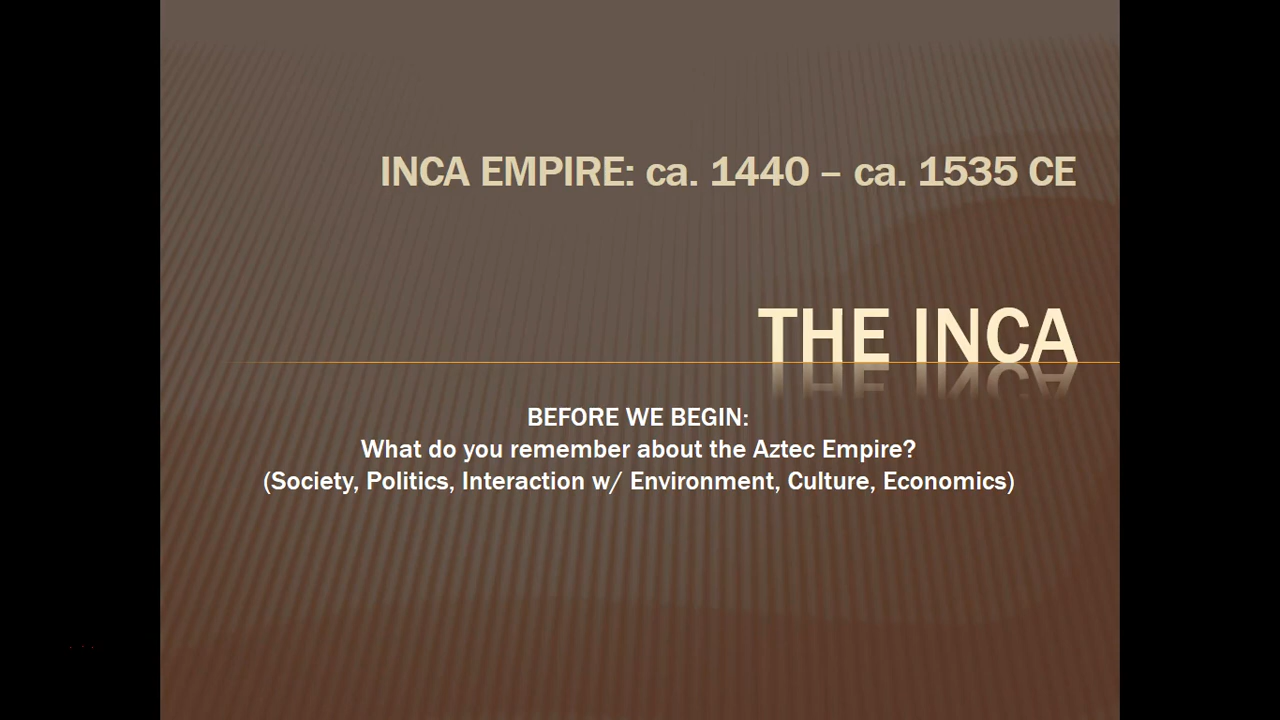 INCA EMPIRE: ca. 1440 – ca. 1535 CE
THE INCA
BEFORE WE BEGIN:
What do you remember about the Aztec Empire?
(Society, Politics, Interaction w/ Environment, Culture, Economics)